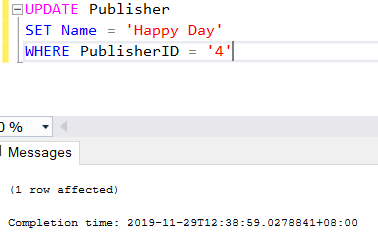 UPDATE Publisher
SET Name = 'Happy Day'
WHERE PublisherID = '4'
0 %
Messages
(1 row affected)
Completion time: 2019-11-29T12:38:59.0278841+08:00